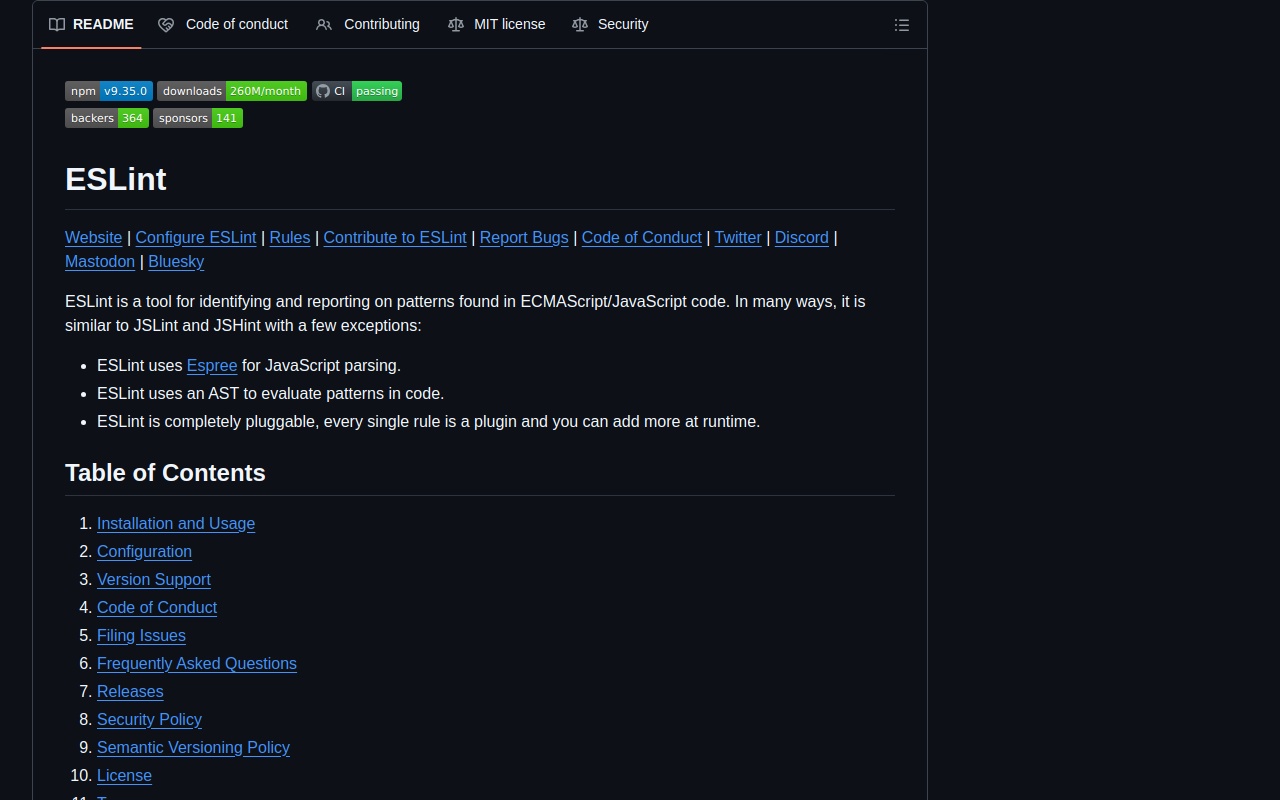 README Code of conduct Contributing MIT license Security
npm v9.35.0 downloads 260M/month CI passing
backers 364 sponsors 141
ESLint
Website | Configure ESLint | Rules | Contribute to ESLint | Report Bugs | Code of Conduct | Twitter | Discord |
Mastodon | Bluesky
ESLint is a tool for identifying and reporting on patterns found in ECMAScript/JavaScript code. In many ways, it is
similar to JSLint and JSHint with a few exceptions:
• ESLint uses Espree for JavaScript parsing.
• ESLint uses an AST to evaluate patterns in code.
• ESLint is completely pluggable, every single rule is a plugin and you can add more at runtime.
Table of Contents
1. Installation and Usage
2. Configuration
3. Version Support
4. Code of Conduct
5. Filing Issues
6. Frequently Asked Questions
7. Releases
8. Security Policy
9. Semantic Versioning Policy
10. License